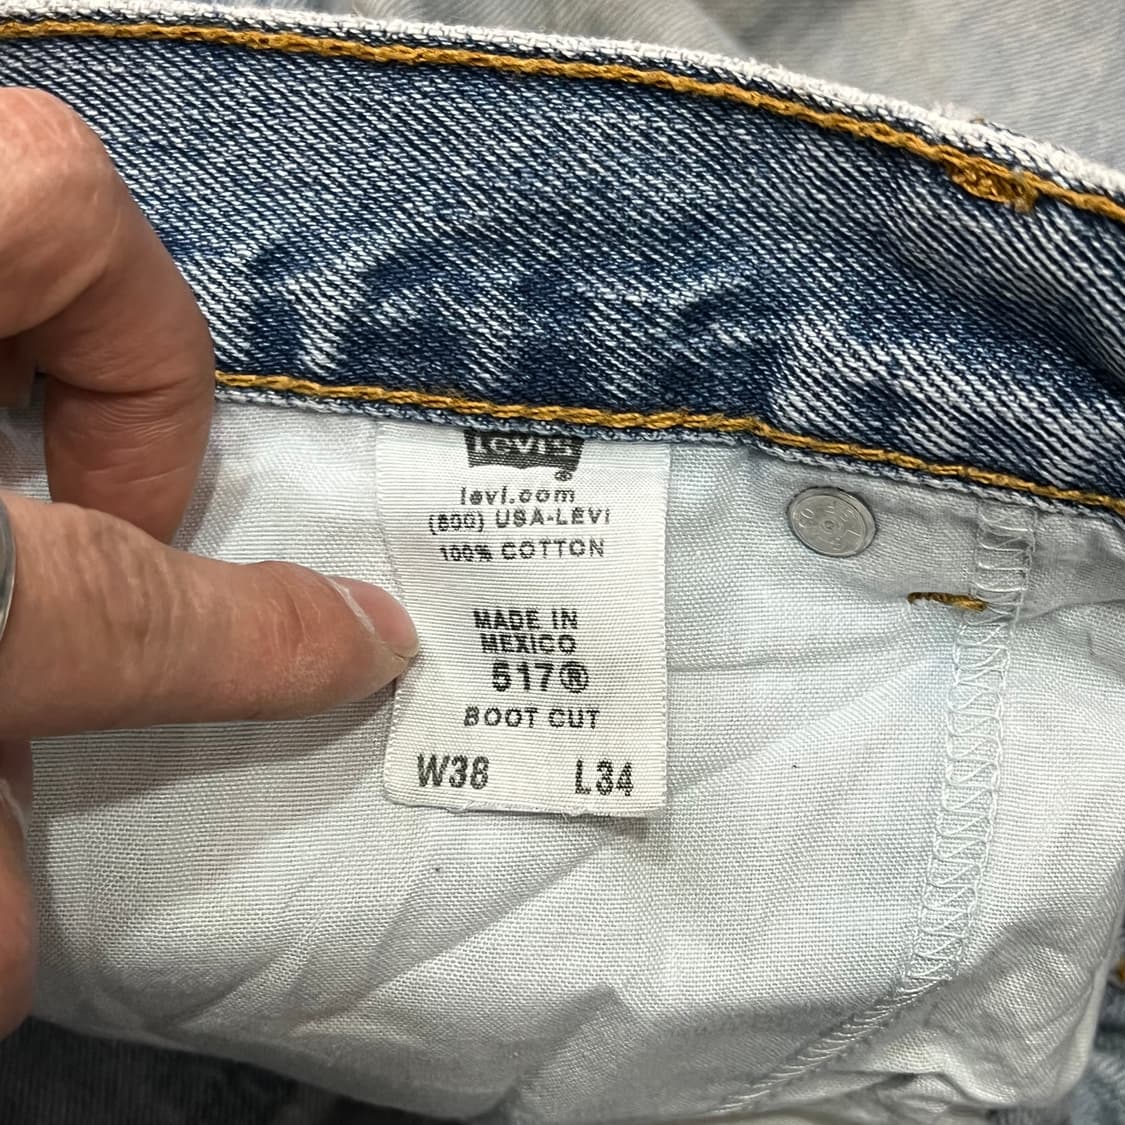 LEVI'S
®
levi.com
(800) USA-LEVI
100% COTTON
MADE IN
MEXICO
517®
BOOT CUT
W38 L34